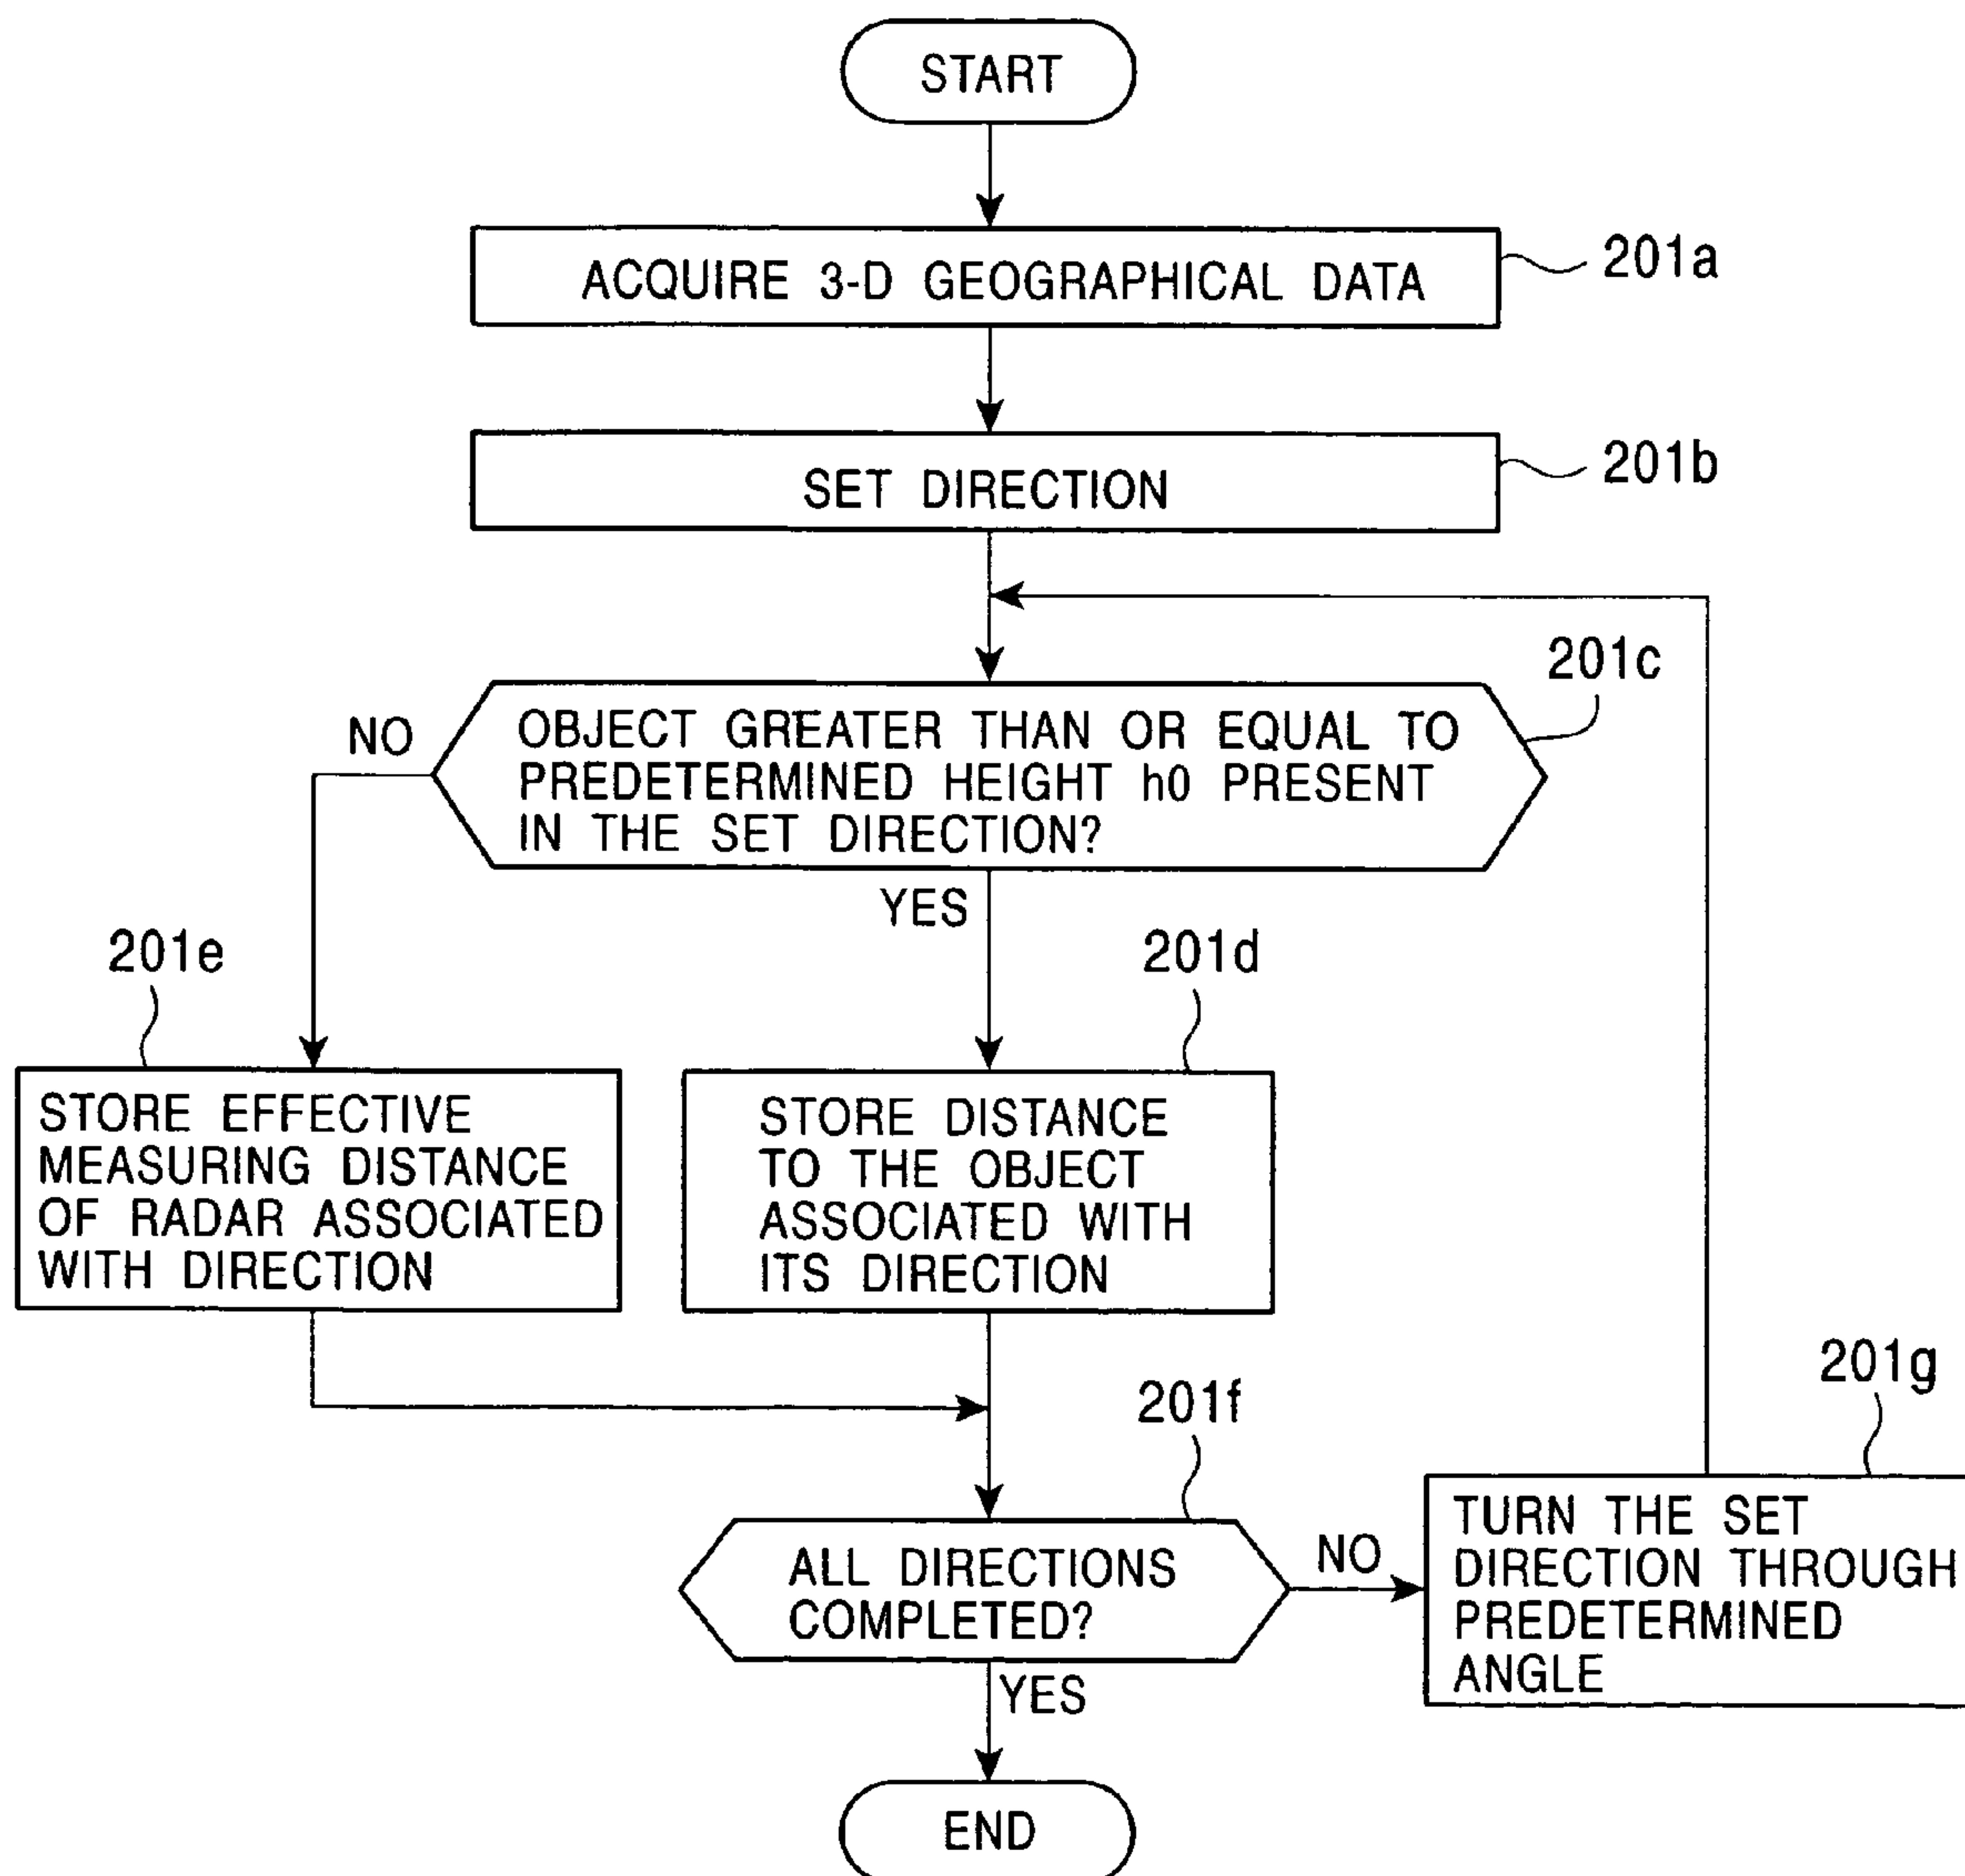 START
ACQUIRE 3-D GEOGRAPHICAL DATA
201a
SET DIRECTION
201b
201c
NO
OBJECT GREATER THAN OR EQUAL TO
PREDETERMINED HEIGHT h0 PRESENT
IN THE SET DIRECTION?
YES
201e
201d
STORE EFFECTIVE
MEASURING DISTANCE
OF RADAR ASSOCIATED
WITH DIRECTION
STORE DISTANCE
TO THE OBJECT
ASSOCIATED WITH
ITS DIRECTION
201f
201g
ALL DIRECTIONS
COMPLETED?
NO
TURN THE SET
DIRECTION THROUGH
PREDETERMINED
ANGLE
YES
END